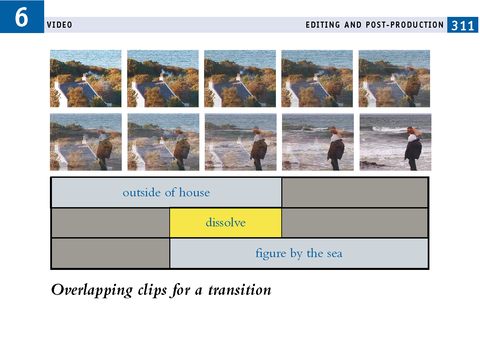 6
VIDEO
EDITING AND POST-PRODUCTION 311
outside of house
dissolve
figure by the sea
Overlapping clips for a transition